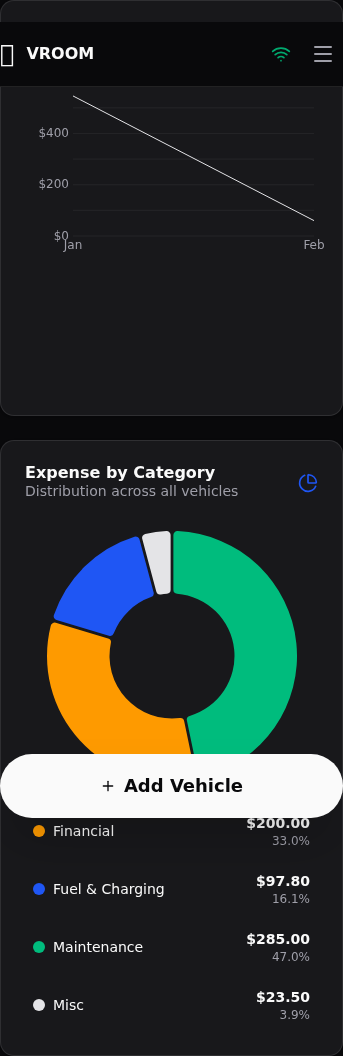 VROOM
$400
$200
$0
Jan
Feb
Expense by Category
Distribution across all vehicles
+ Add Vehicle
Financial
$200.00
33.0%
Fuel & Charging
$97.80
16.1%
Maintenance
$285.00
47.0%
Misc
$23.50
3.9%